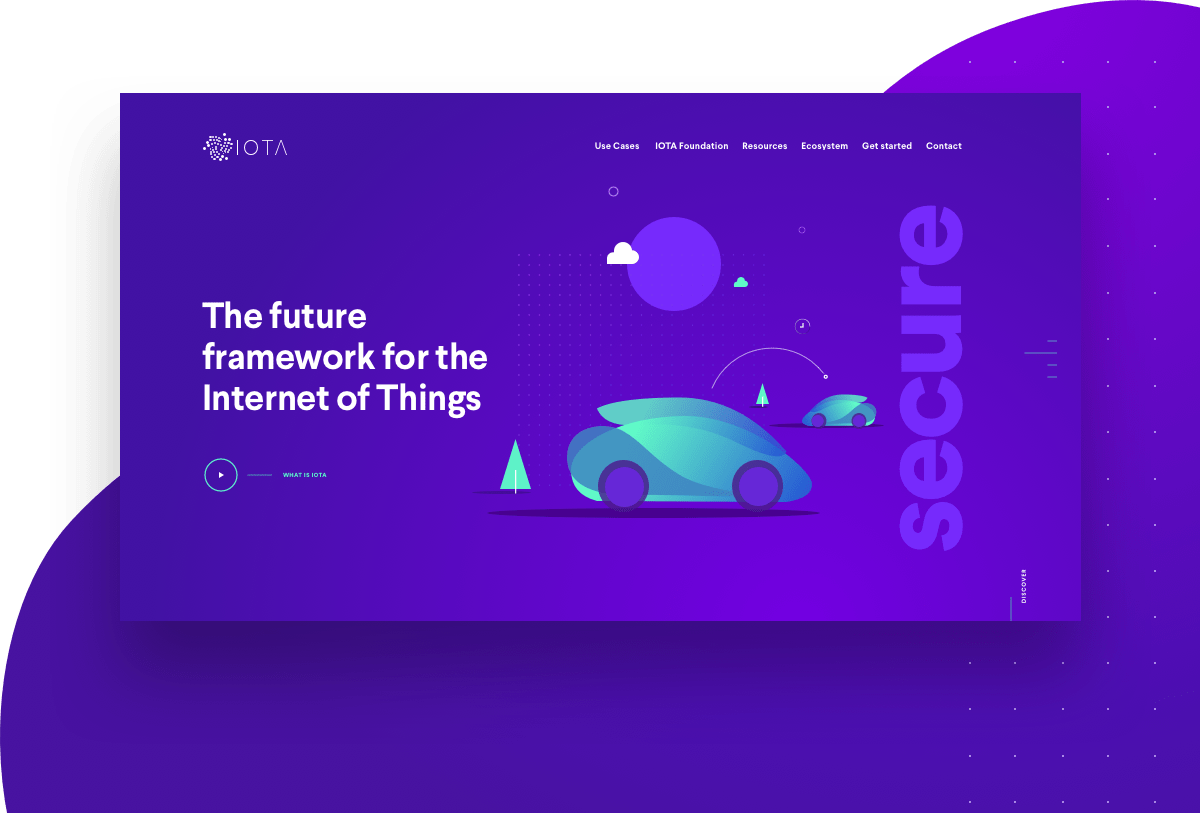 IOTA
Use Cases IOTA Foundation Resources Ecosystem Get started Contact
The future
framework for the
Internet of Things
WHAT IS IOTA
secure
DISCOVER